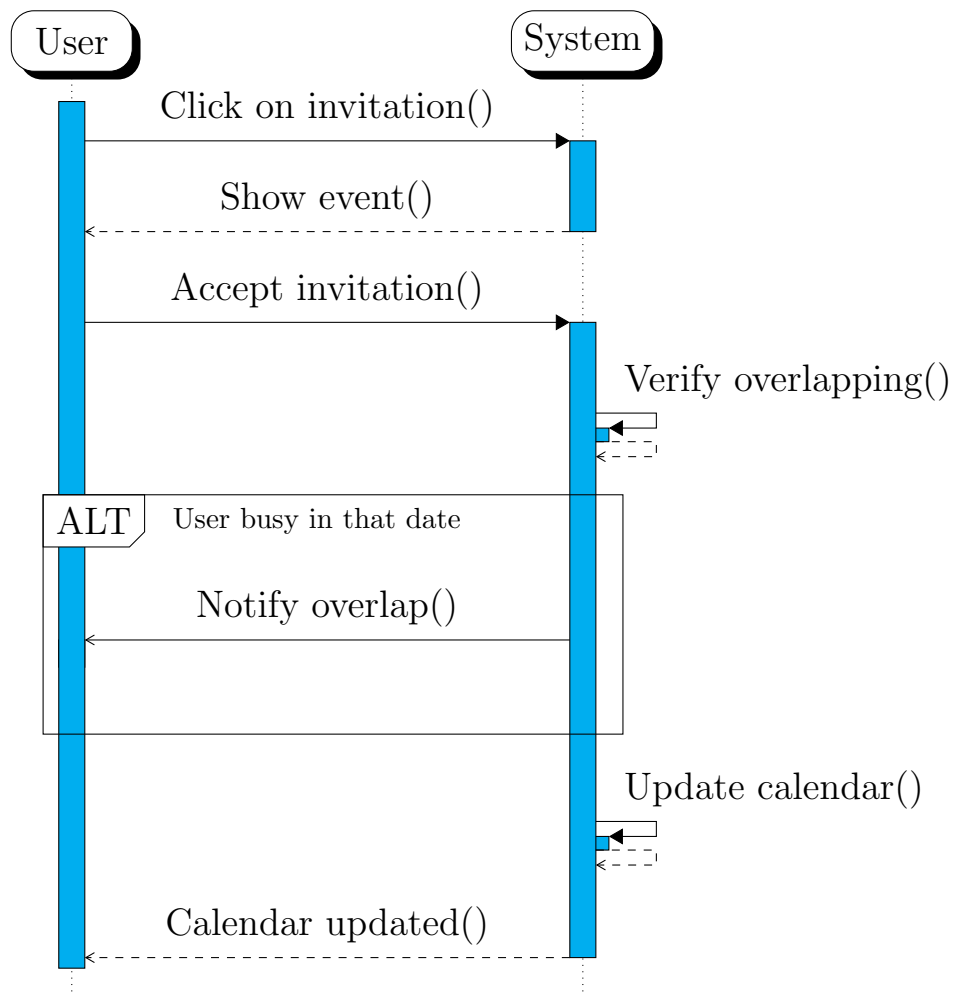 User
System
Click on invitation()
Show event()
Accept invitation()
Verify overlapping()
ALT
User busy in that date
Notify overlap()
Update calendar()
Calendar updated()